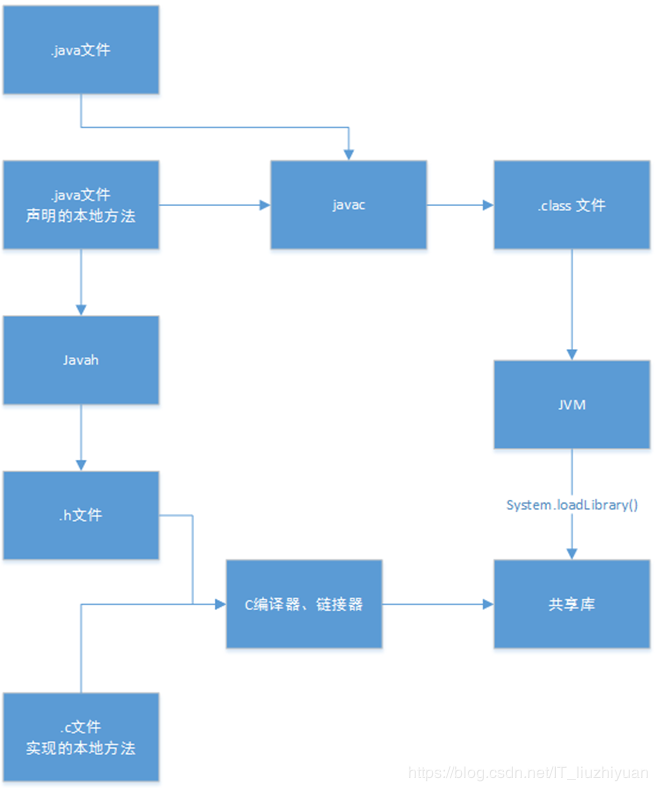 .java文件
.java文件
声明的本地方法
javac
.class 文件
Javah
JVM
System.loadLibrary()
.h文件
C编译器、链接器
共享库
.c文件
实现的本地方法
https://blog.csdn.net/IT_liuzhiyuan